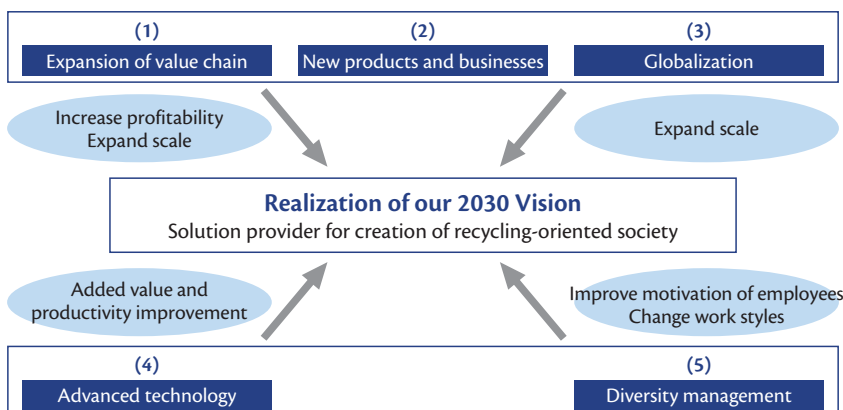 (1)
Expansion of value chain
(2)
New products and businesses
(3)
Globalization
Increase profitability
Expand scale
Expand scale
Realization of our 2030 Vision
Solution provider for creation of recycling-oriented society
Added value and
productivity improvement
Improve motivation of employees
Change work styles
(4)
Advanced technology
(5)
Diversity management